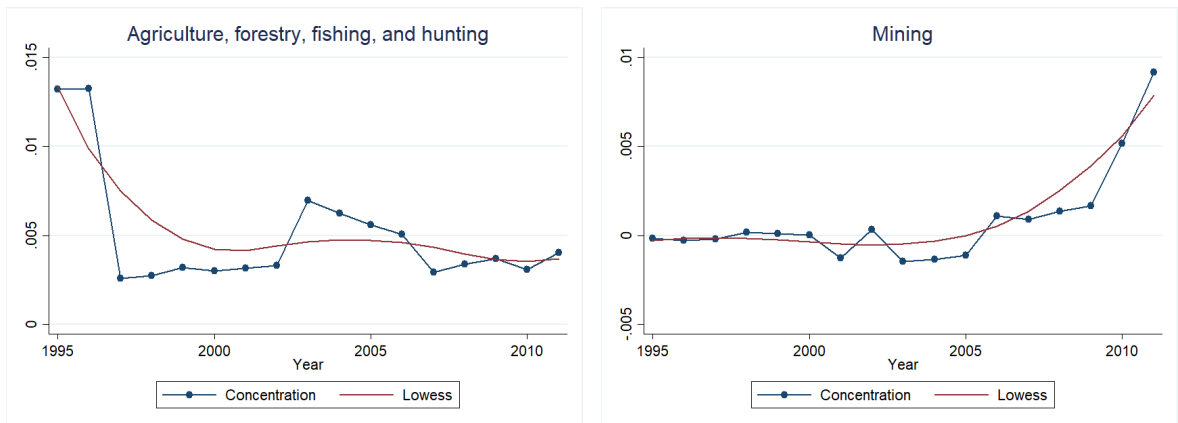 Agriculture, forestry, fishing, and hunting
.015
.01
.005
0
1995 2000 2005 2010
Year
Concentration Lowess
Mining
.01
.005
0
-.005
1995 2000 2005 2010
Year
Concentration Lowess